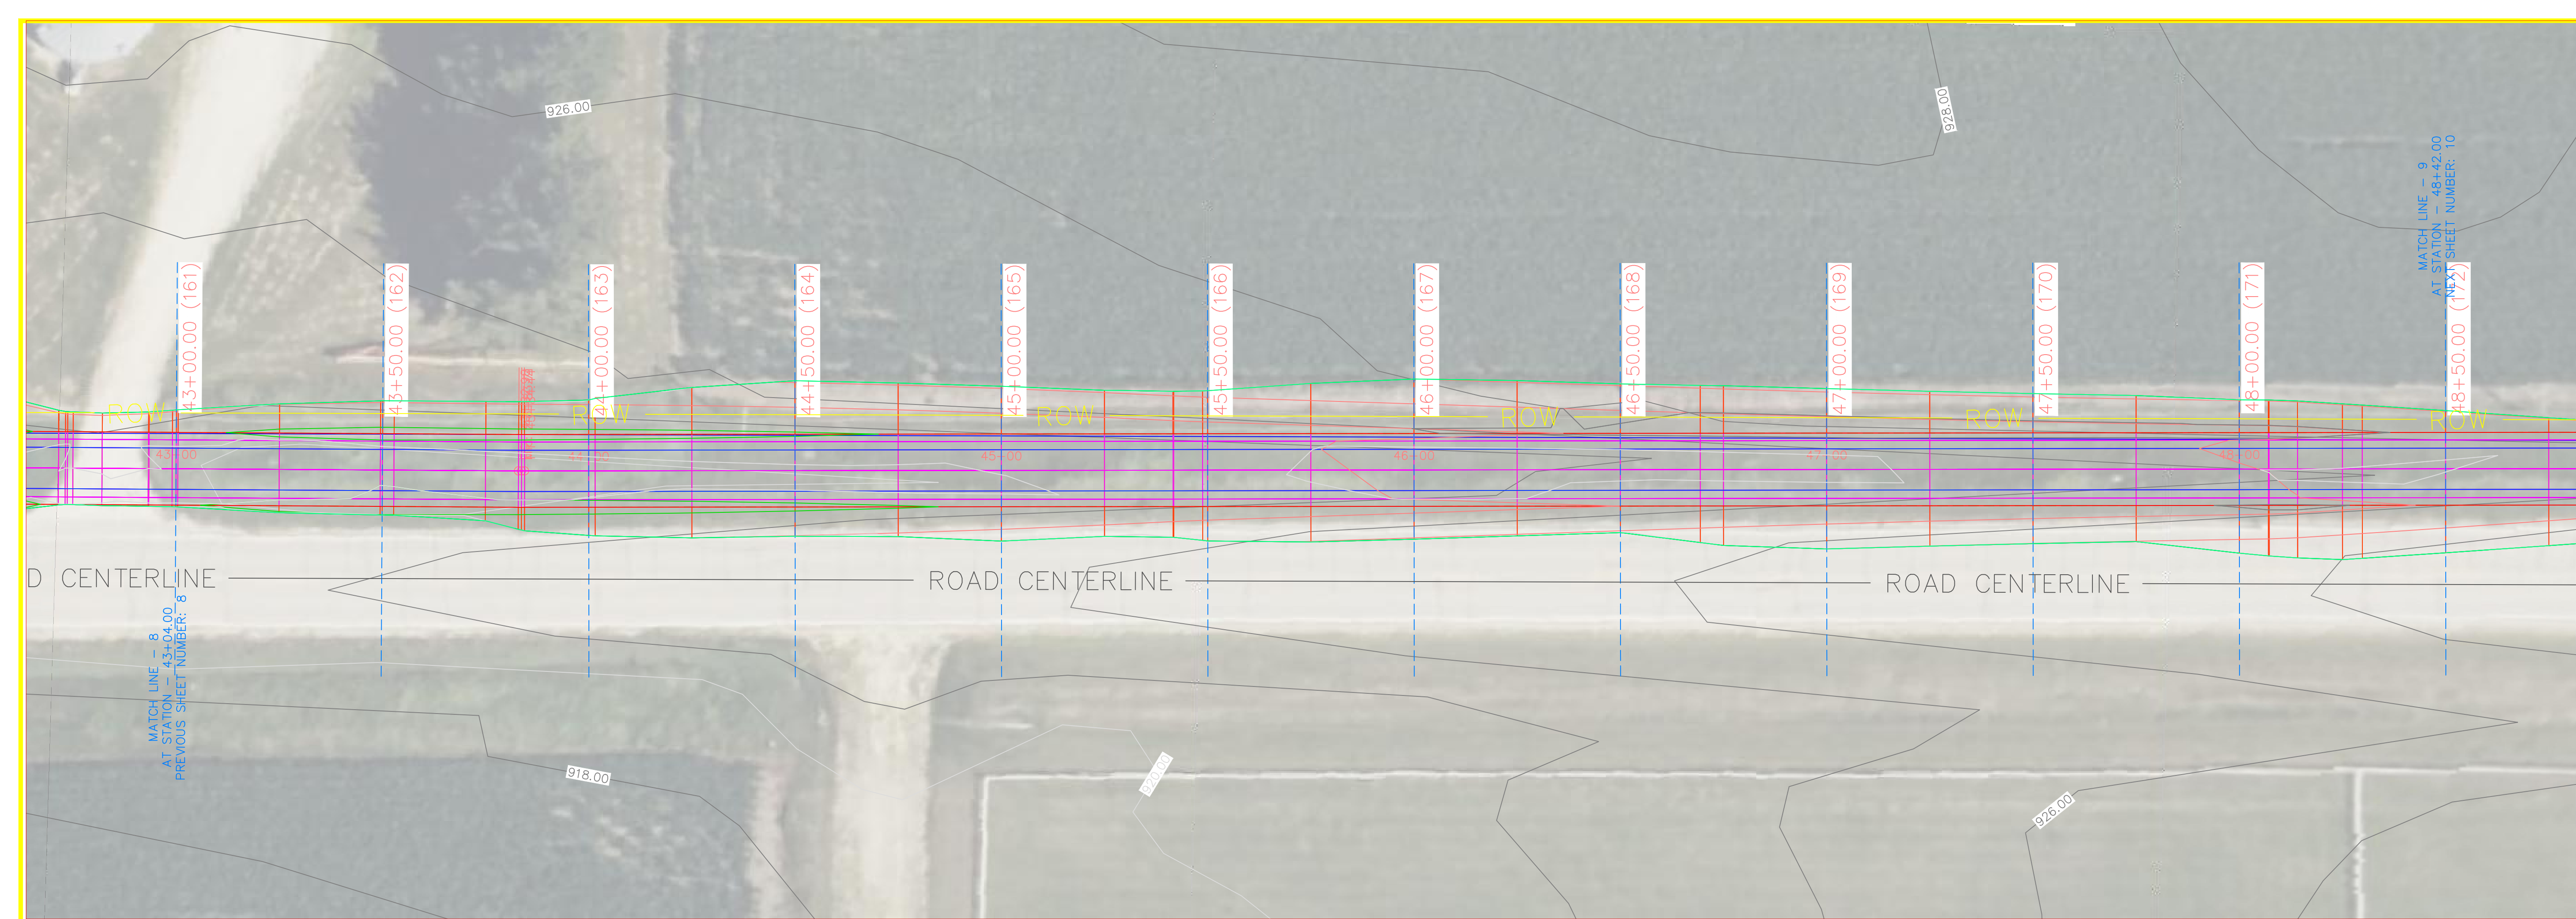 926.00
928.00
MATCH LINE - 9
AT STATION - 48+42.00
NEXT SHEET NUMBER: 10
43+00.00 (161)
43+50.00 (162)
44+00.00 (163)
44+50.00 (164)
45+00.00 (165)
45+50.00 (166)
46+00.00 (167)
46+50.00 (168)
47+00.00 (169)
47+50.00 (170)
48+00.00 (171)
48+50.00 (172)
ROW
ROW
ROW
ROW
ROW
ROW
43+00
44+00
45+00
46+00
47+00
48+00
D CENTERLINE
ROAD CENTERLINE
ROAD CENTERLINE
MATCH LINE - 8
AT STATION - 43+04.00
PREVIOUS SHEET NUMBER: 8
918.00
920.00
926.00